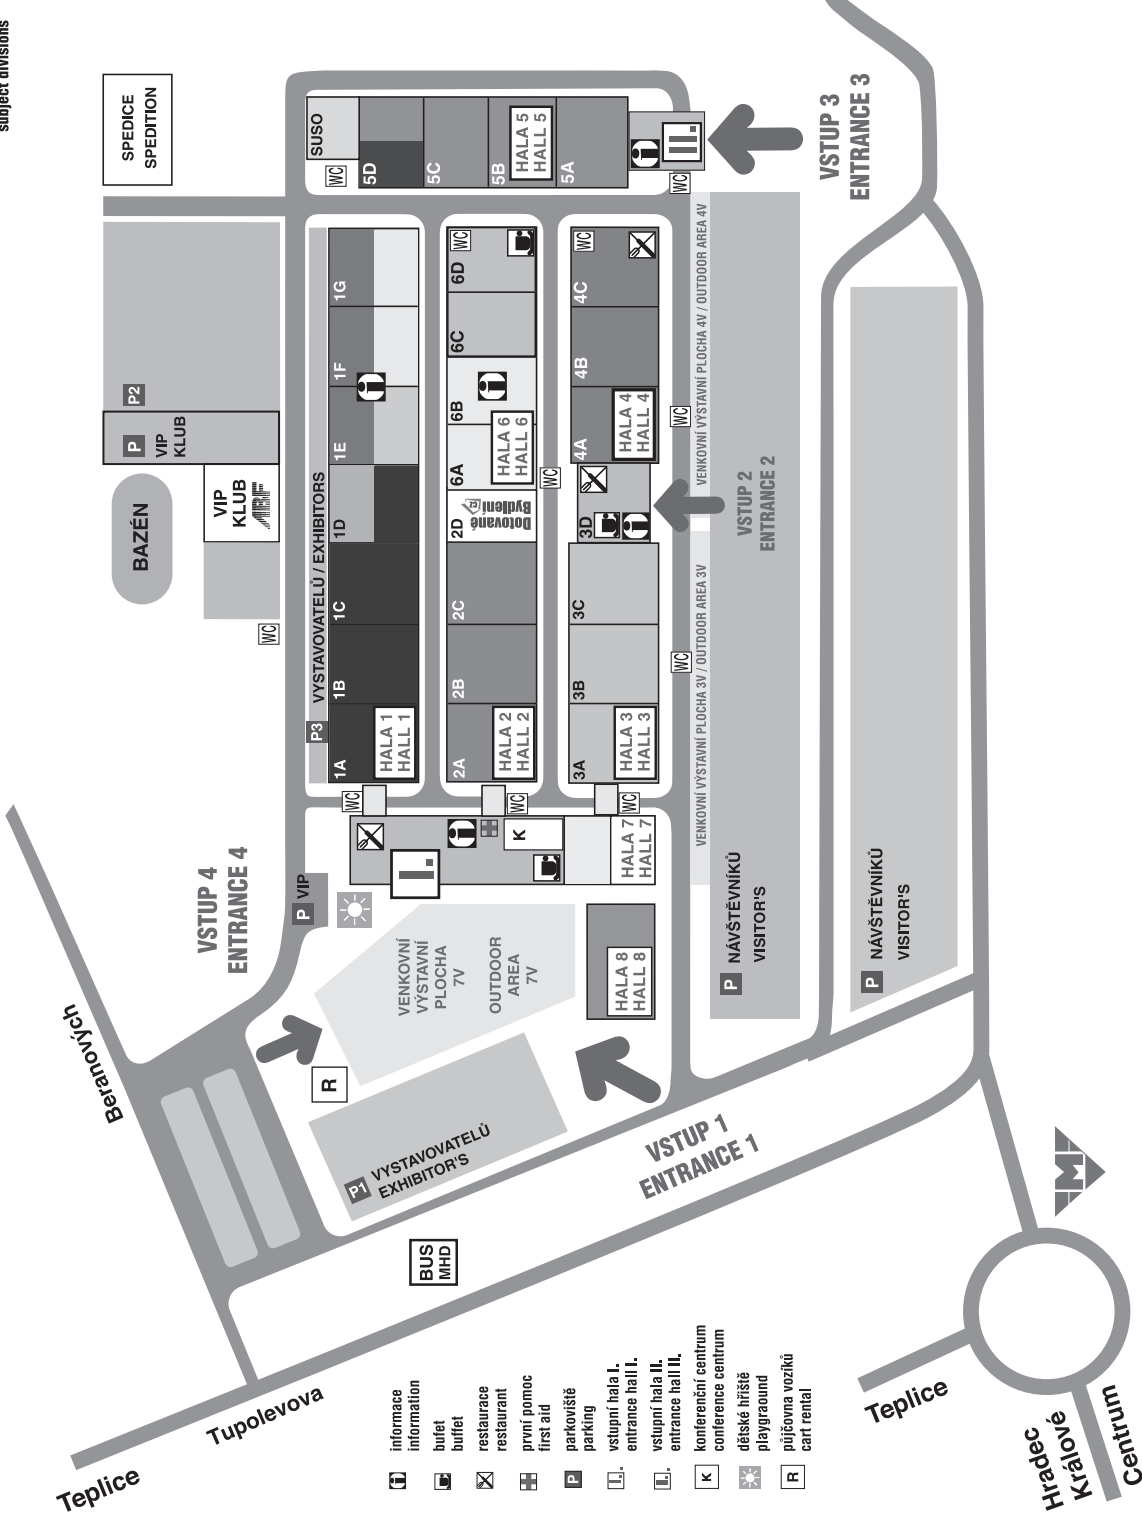 subject divisions
SPEDICE
SPEDITION
SUSO
WC
5D
5C
5B
HALA 5
HALL 5
5A
II.
WC
VSTUP 3
ENTRANCE 3
P2
P
VIP
KLUB
VIP
KLUB
ABF
BAZÉN
WC
P3
VYSTAVOVATELŮ / EXHIBITORS
1G
1F
1E
1D
1C
1B
1A
HALA 1
HALL 1
WC
6D
6C
6B
6A
HALA 6
HALL 6
2D
Dotované
Bydlení
cz
2C
2B
2A
HALA 2
HALL 2
WC
WC
4C
4B
4A
HALA 4
HALL 4
3D
3C
3B
3A
HALA 3
HALL 3
WC
WC
VENKOVNÍ VÝSTAVNÍ PLOCHA 4V / OUTDOOR AREA 4V
VENKOVNÍ VÝSTAVNÍ PLOCHA 3V / OUTDOOR AREA 3V
VSTUP 2
ENTRANCE 2
P
NÁVŠTĚVNÍKŮ
VISITOR'S
P
NÁVŠTĚVNÍKŮ
VISITOR'S
WC
WC
WC
I.
K
HALA 7
HALL 7
HALA 8
HALL 8
P VIP
VSTUP 4
ENTRANCE 4
VENKOVNÍ
VÝSTAVNÍ
PLOCHA
7V
OUTDOOR
AREA
7V
R
P1
VYSTAVOVATELŮ
EXHIBITOR'S
VSTUP 1
ENTRANCE 1
Beranových
BUS
MHD
Tupolevova
Teplice
M
Teplice
Hradec
Králové
Centrum
informace
information
bufet
buffet
restaurace
restaurant
první pomoc
first aid
P
parkoviště
parking
I.
vstupní hala I.
entrance hall I.
II.
vstupní hala II.
entrance hall II.
K
konferenční centrum
conference centrum
dětské hřiště
playgraound
R
půjčovna vozíků
cart rental